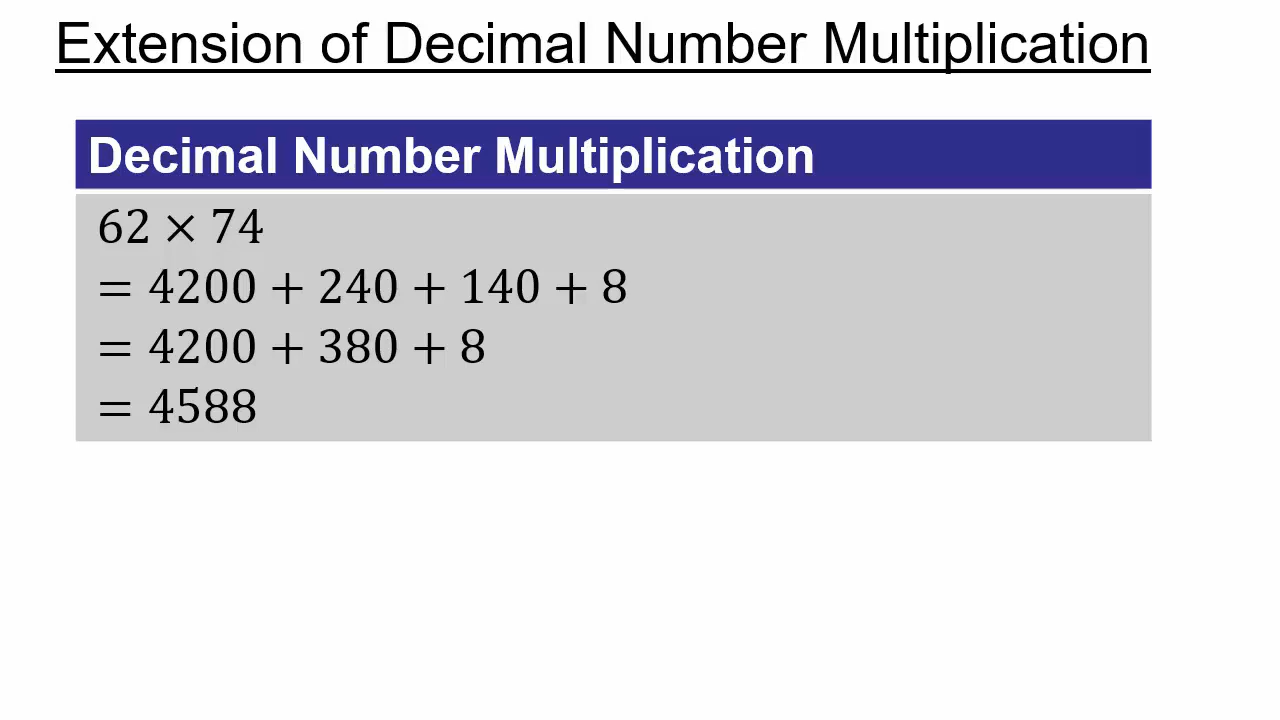 Extension of Decimal Number Multiplication
Decimal Number Multiplication
62 × 74
= 4200 + 240 + 140 + 8
= 4200 + 380 + 8
= 4588